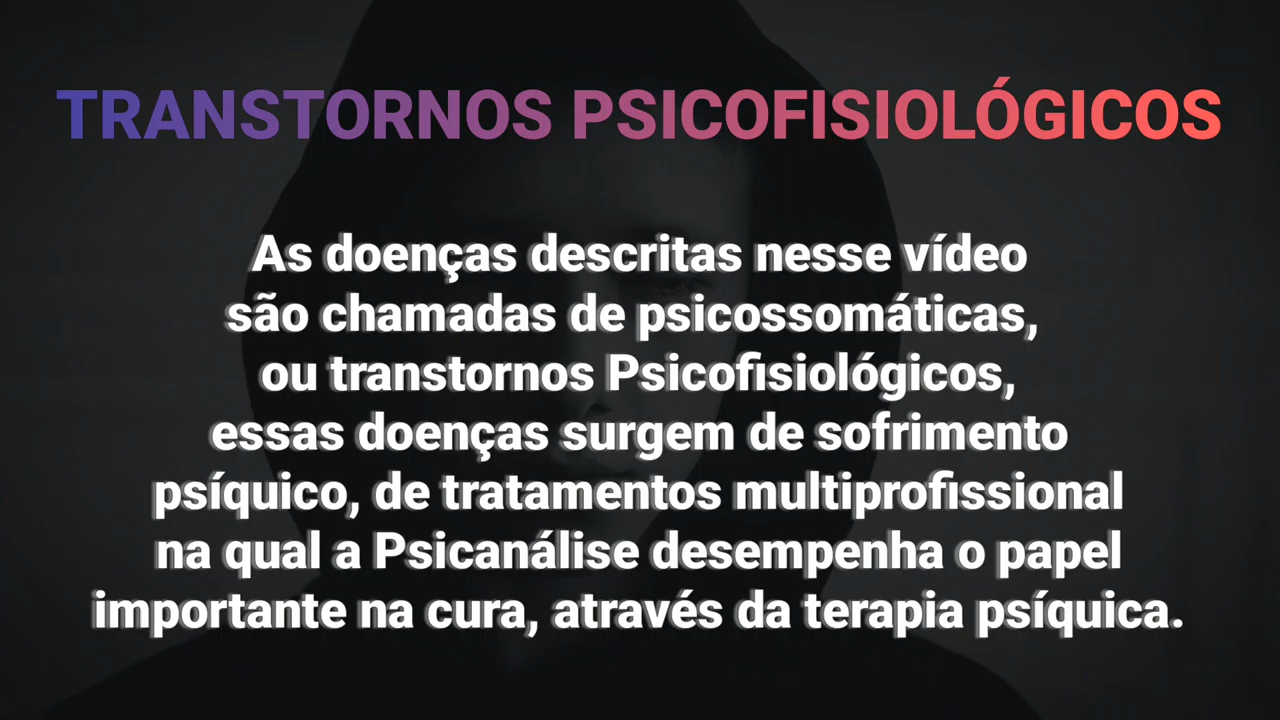 TRANSTORNOS PSICOFISIOLÓGICOS
As doenças descritas nesse vídeo
são chamadas de psicossomáticas,
ou transtornos Psicofisiológicos,
essas doenças surgem de sofrimento
psíquico, de tratamentos multiprofissional
na qual a Psicanálise desempenha o papel
importante na cura, através da terapia psíquica.